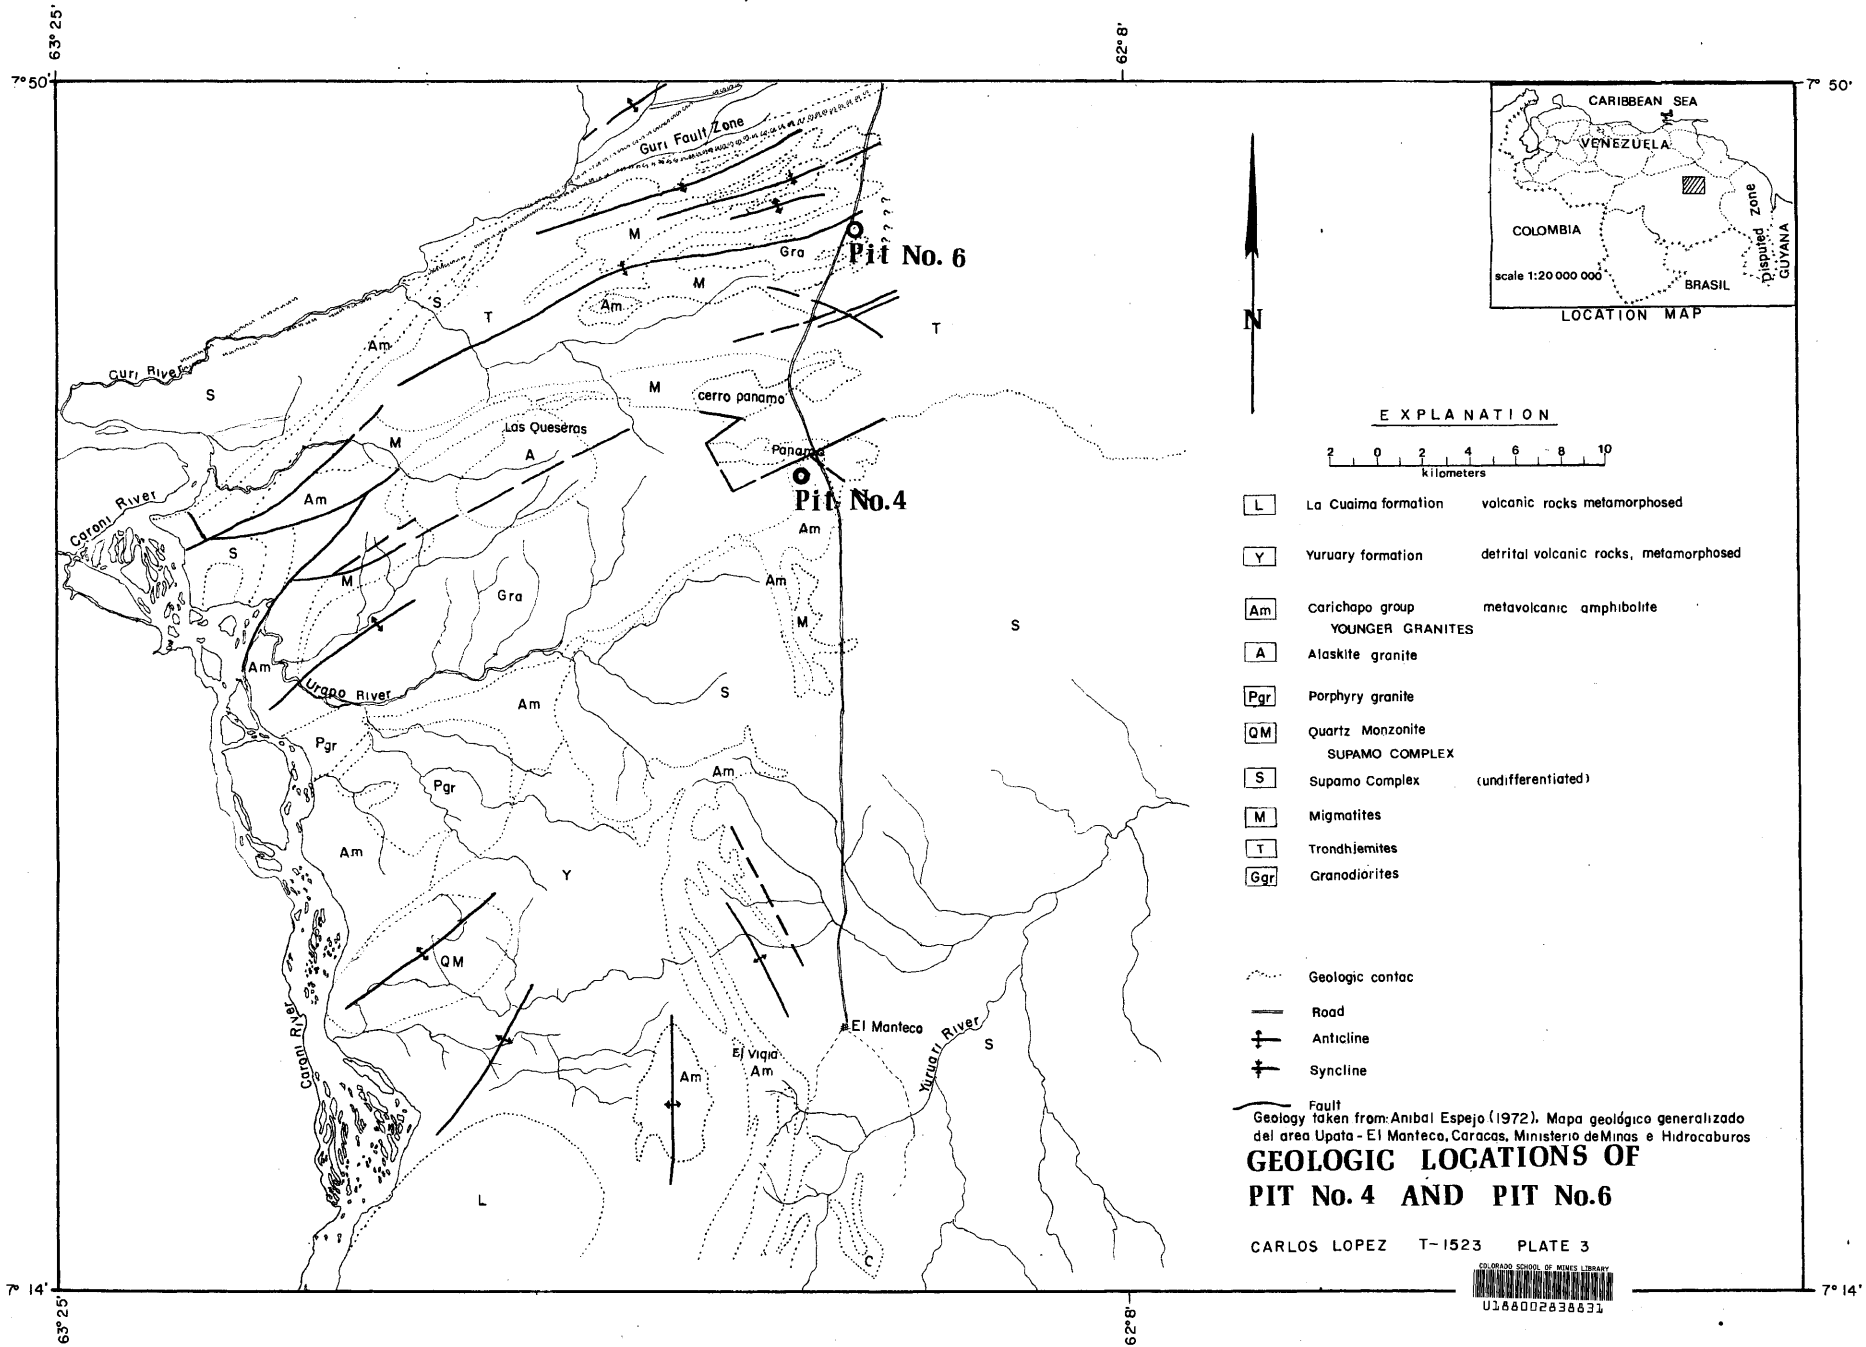 63° 25'
62° 8'
7° 50'
7° 50'
CARIBBEAN SEA
VENEZUELA
COLOMBIA
Disputed Zone
GUYANA
scale 1:20 000 000
BRASIL
LOCATION MAP
Guri Fault Zone
M
Gra
Pit No. 6
M
S
T
Am
T
N
Am
Guri River
S
M
cerro panamo
Las Queseras
M
A
Panamo
Pit No.4
Am
Am
Caroni River
S
M
Am
Gra
M
S
Am
Urapo River
S
Am
Pgr
Am
Pgr
Am
Y
QM
Caroni River
El Manteco
Yuruari River
S
El Vigia
Am
Am
L
C
EXPLANATION
2 0 2 4 6 8 10
kilometers
L La Cuaima formation volcanic rocks metamorphosed
Y Yuruary formation detrital volcanic rocks, metamorphosed
Am Carichapo group metavolcanic amphibolite
YOUNGER GRANITES
A Alaskite granite
Pgr Porphyry granite
QM Quartz Monzonite
SUPAMO COMPLEX
S Supamo Complex (undifferentiated)
M Migmatites
T Trondhjemites
Ggr Granodiorites
Geologic contac
Road
Anticline
Syncline
Fault
Geology taken from: Anibal Espejo (1972). Mapa geológico generalizado
del area Upata - El Manteco, Caracas, Ministerio de Minas e Hidrocaburos
GEOLOGIC LOCATIONS OF
PIT No. 4 AND PIT No.6
CARLOS LOPEZ T-1523 PLATE 3
COLORADO SCHOOL OF MINES LIBRARY
U188002838831
7° 14'
7° 14'
63° 25'
62° 8'